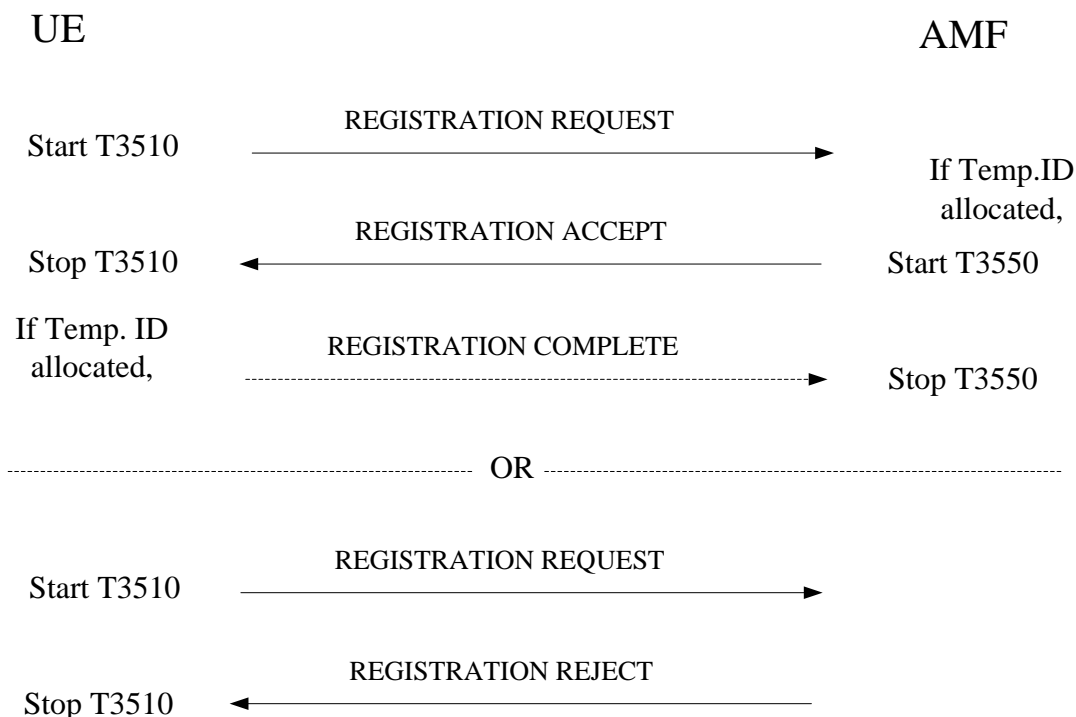 UE
AMF
REGISTRATION REQUEST
Start T3510
If Temp.ID
allocated,
REGISTRATION ACCEPT
Stop T3510
Start T3550
If Temp. ID
allocated,
REGISTRATION COMPLETE
Stop T3550
OR
REGISTRATION REQUEST
Start T3510
REGISTRATION REJECT
Stop T3510